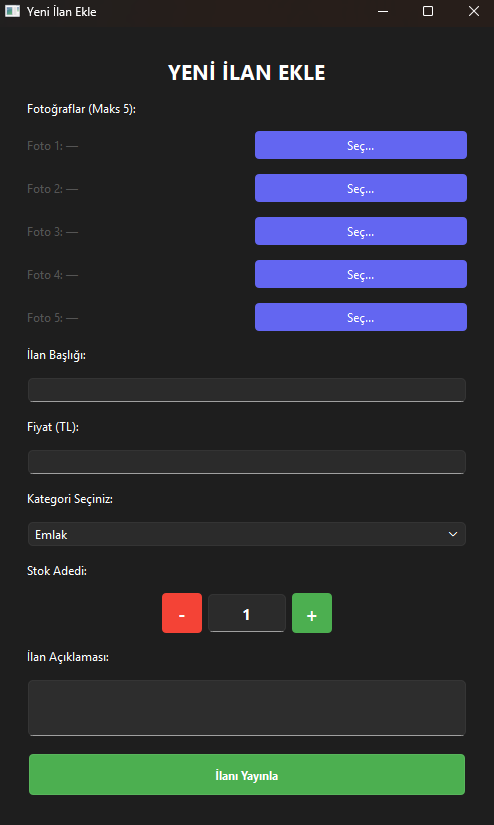 Yeni İlan Ekle
YENİ İLAN EKLE
Fotoğraflar (Maks 5):
Foto 1: — Seç...
Foto 2: — Seç...
Foto 3: — Seç...
Foto 4: — Seç...
Foto 5: — Seç...
İlan Başlığı:
Fiyat (TL):
Kategori Seçiniz:
Emlak
Stok Adedi:
- 1 +
İlan Açıklaması:
İlanı Yayınla